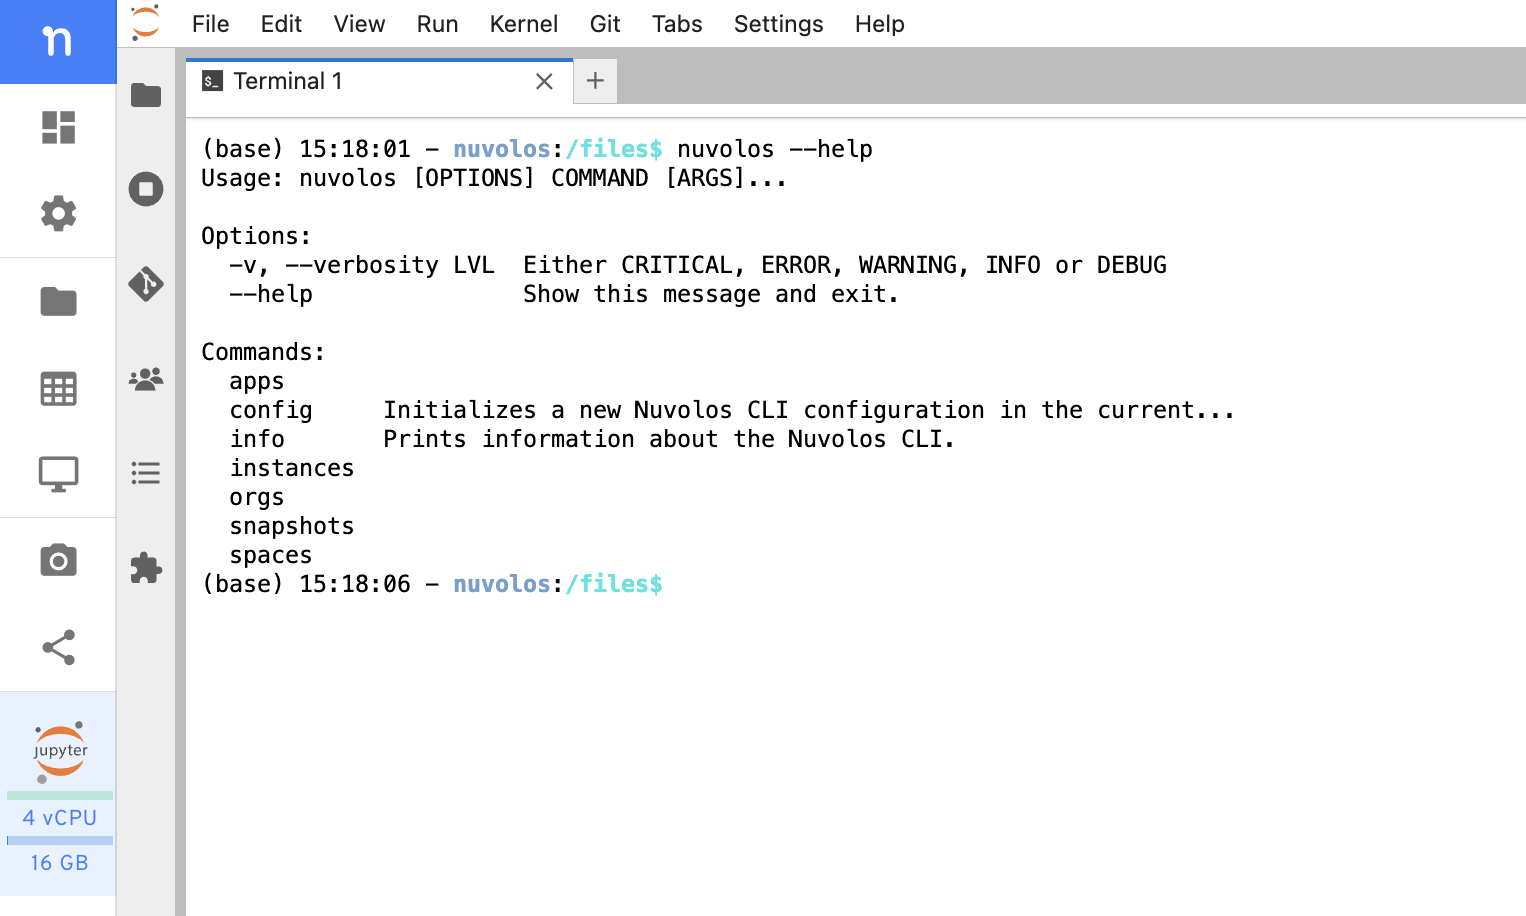 n
File Edit View Run Kernel Git Tabs Settings Help
$_ Terminal 1
(base) 15:18:01 - nuvolos:/files$ nuvolos --help
Usage: nuvolos [OPTIONS] COMMAND [ARGS]...
Options:
-v, --verbosity LVL Either CRITICAL, ERROR, WARNING, INFO or DEBUG
--help Show this message and exit.
Commands:
apps
config Initializes a new Nuvolos CLI configuration in the current...
info Prints information about the Nuvolos CLI.
instances
orgs
snapshots
spaces
(base) 15:18:06 - nuvolos:/files$
jupyter
4 vCPU
16 GB